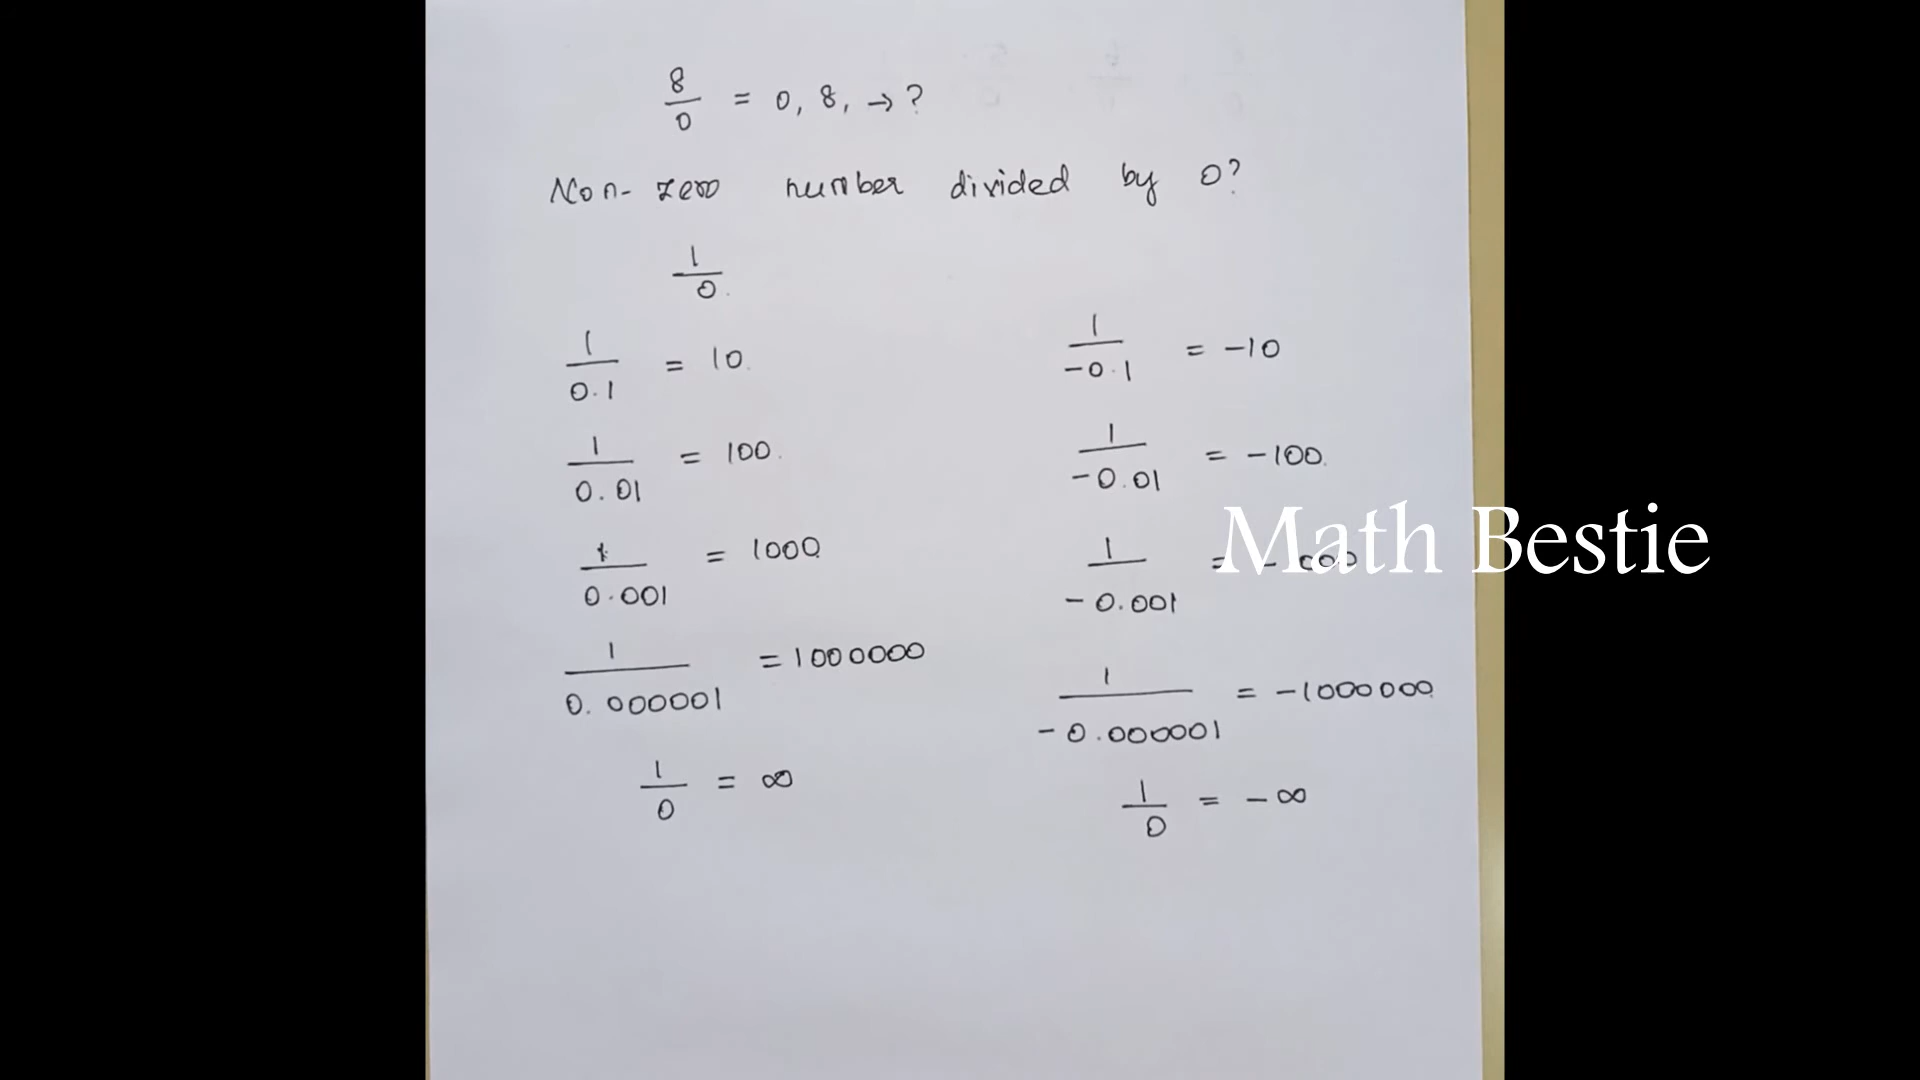 8/0 = 0, 8, → ?
Non-zero number divided by 0?
1/0
1/0.1 = 10
1/0.01 = 100
1/0.001 = 1000
1/0.000001 = 1000000
1/0 = ∞
1/-0.1 = -10
1/-0.01 = -100
1/-0.001 =
1/-0.000001 = -1000000
1/0 = -∞
Math Bestie